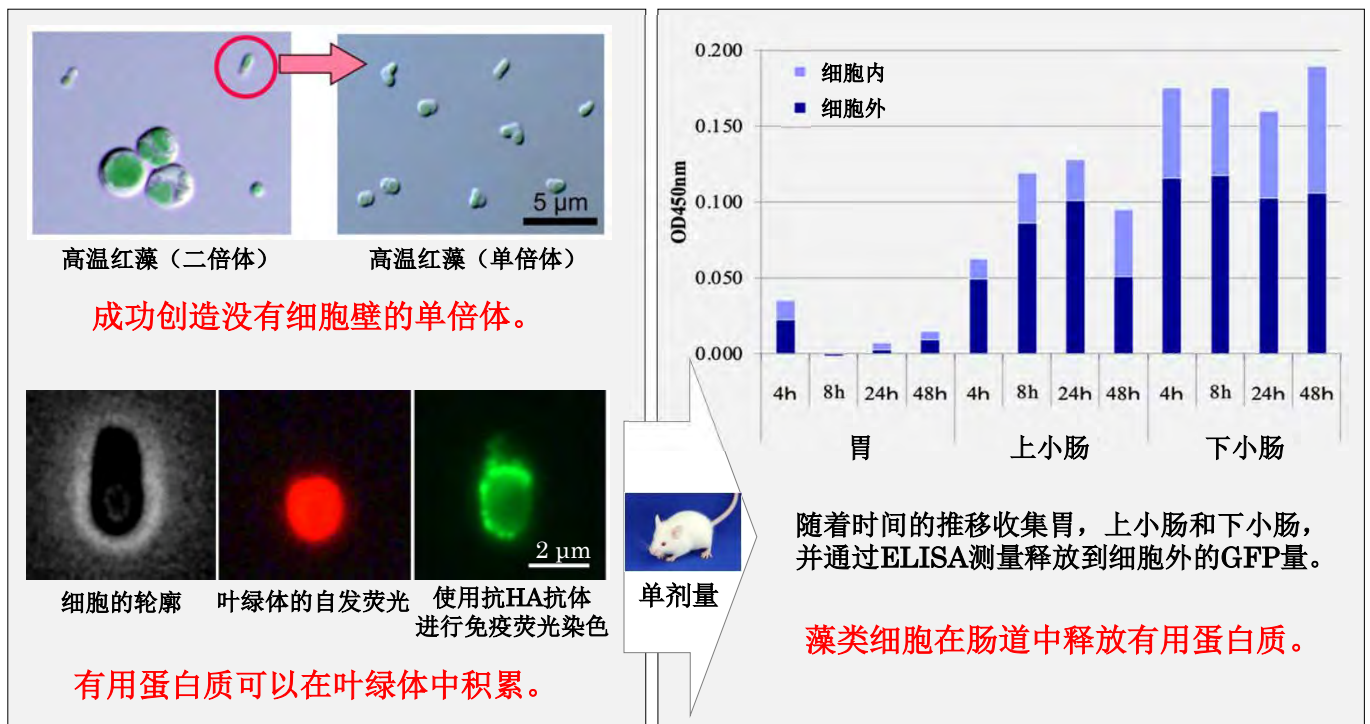 5 μm
高温红藻（二倍体）
高温红藻（单倍体）
成功创造没有细胞壁的单倍体。
2 μm
细胞的轮廓
叶绿体的自发荧光
使用抗HA抗体
进行免疫荧光染色
有用蛋白质可以在叶绿体中积累。
单剂量
OD450nm
0.200
0.150
0.100
0.050
0.000
细胞内
细胞外
4h 8h 24h 48h 4h 8h 24h 48h 4h 8h 24h 48h
胃 上小肠 下小肠
随着时间的推移收集胃，上小肠和下小肠，
并通过ELISA测量释放到细胞外的GFP量。
藻类细胞在肠道中释放有用蛋白质。